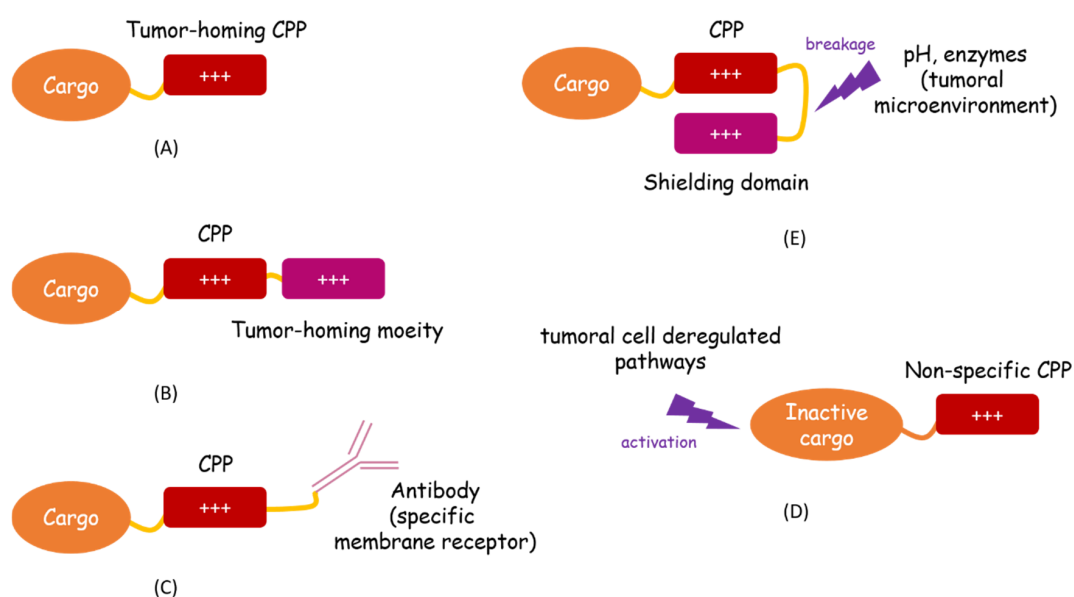 Tumor-homing CPP
Cargo
+++
(A)
CPP
Cargo
+++
+++
Tumor-homing moeity
(B)
CPP
Cargo
+++
Antibody
(specific
membrane receptor)
(C)
CPP
breakage
pH, enzymes
(tumoral
microenvironment)
Cargo
+++
+++
Shielding domain
(E)
tumoral cell deregulated
pathways
activation
Inactive
cargo
Non-specific CPP
+++
(D)